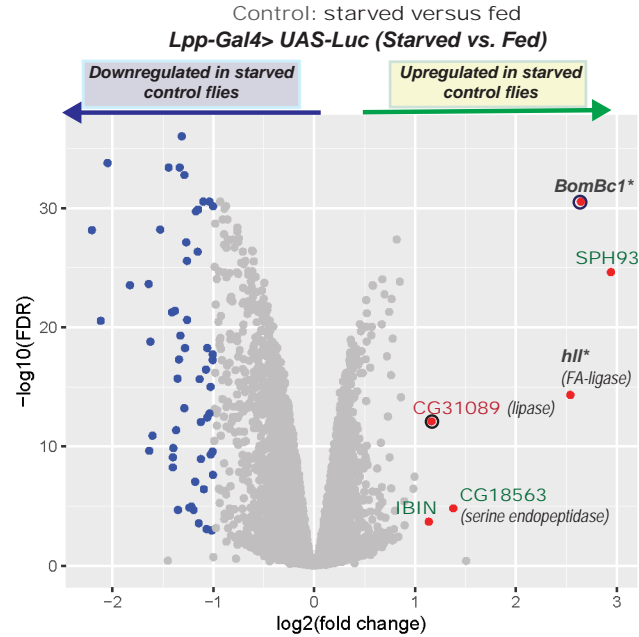 Control: starved versus fed
Lpp-Gal4> UAS-Luc (Starved vs. Fed)
Downregulated in starved
control flies
Upregulated in starved
control flies
BomBc1*
SPH93
hll*
(FA-ligase)
CG31089 (lipase)
CG18563
IBIN
(serine endopeptidase)
−log10(FDR)
30
20
10
0
−2
−1
0
1
2
3
log2(fold change)